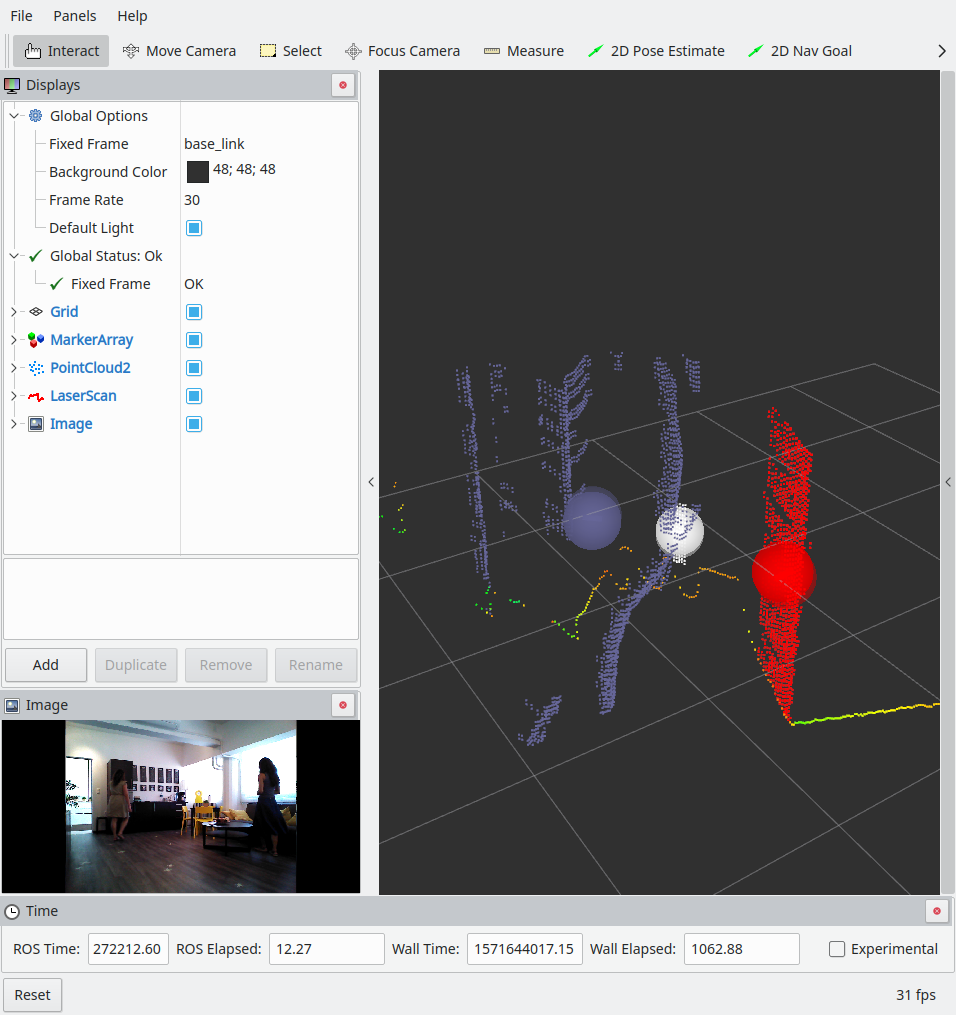 File Panels Help
Interact Move Camera Select Focus Camera Measure 2D Pose Estimate 2D Nav Goal
Displays
Global Options
Fixed Frame base_link
Background Color 48; 48; 48
Frame Rate 30
Default Light
Global Status: Ok
Fixed Frame OK
Grid
MarkerArray
PointCloud2
LaserScan
Image
Add Duplicate Remove Rename
Image
Time
ROS Time: 272212.60 ROS Elapsed: 12.27 Wall Time: 1571644017.15 Wall Elapsed: 1062.88 Experimental
Reset 31 fps